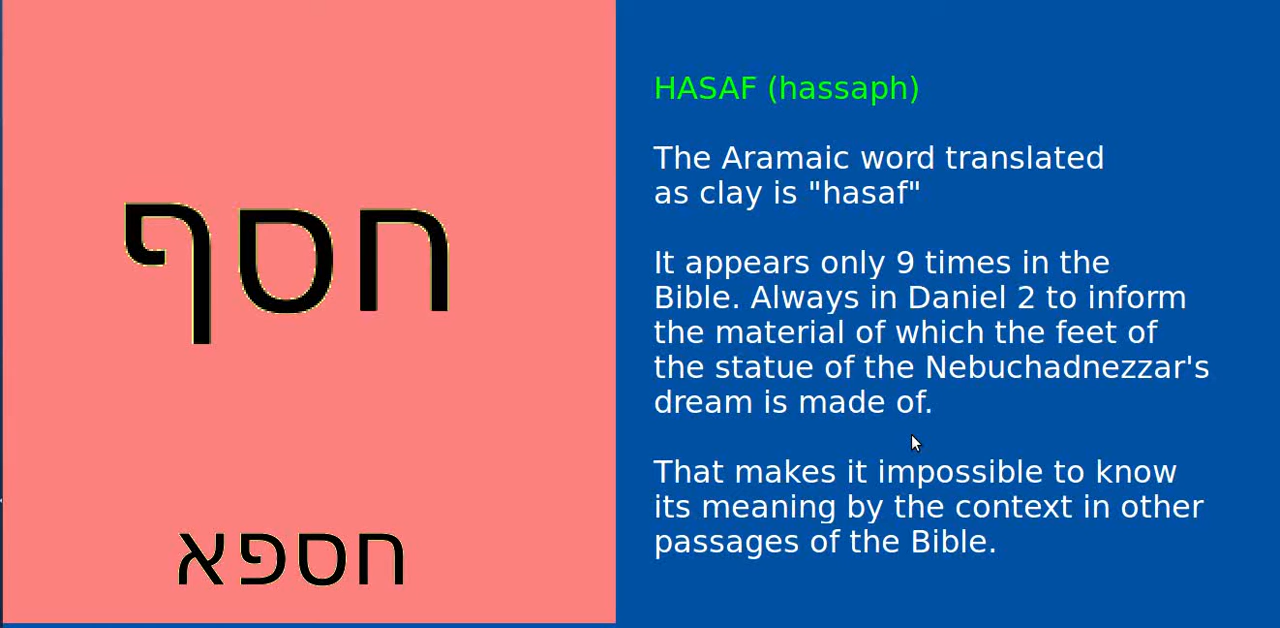 חסף
חספא
HASAF (hassaph)
The Aramaic word translated
as clay is "hasaf"
It appears only 9 times in the
Bible. Always in Daniel 2 to inform
the material of which the feet of
the statue of the Nebuchadnezzar's
dream is made of.
That makes it impossible to know
its meaning by the context in other
passages of the Bible.